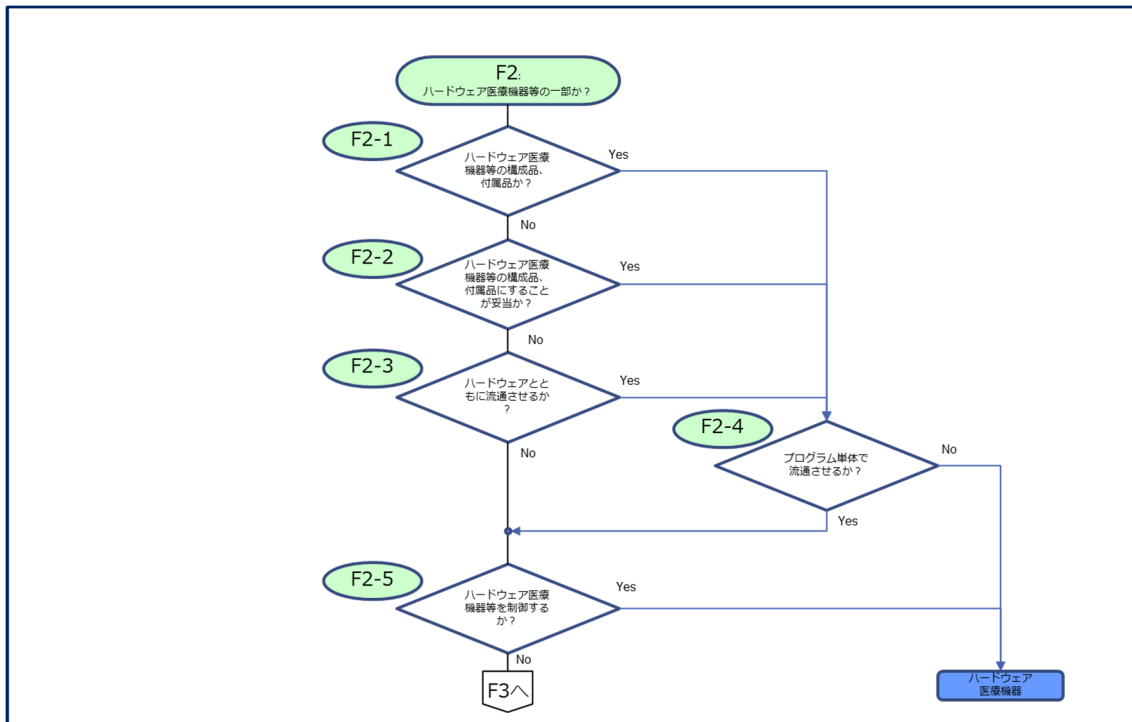 F2:
ハードウェア医療機器等の一部か？
F2-1
ハードウェア医療
機器等の構成品、
付属品か？
Yes
No
F2-2
ハードウェア医療
機器等の構成品、
付属品にすること
が妥当か？
Yes
No
F2-3
ハードウェアとと
もに流通させるか
？
Yes
No
F2-4
プログラム単体で
流通させるか？
No
Yes
F2-5
ハードウェア医療
機器等を制御する
か？
Yes
No
F3へ
ハードウェア
医療機器